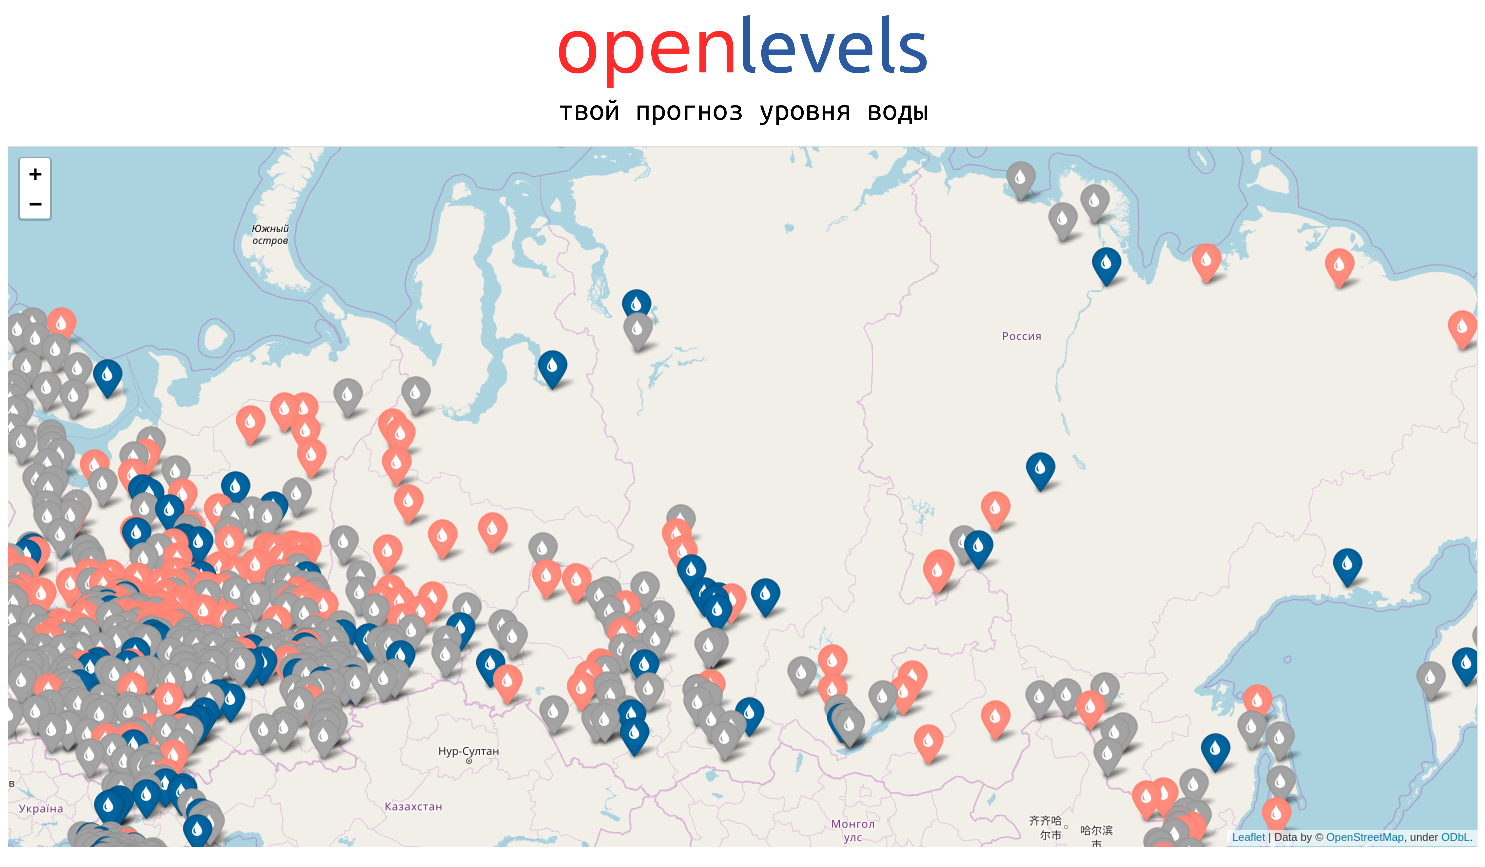 openlevels
твой прогноз уровня воды
+
−
Южный
остров
Россия
Нур-Султан
в
Україна
Казахстан
Монгол
улс
齐齐哈
尔市
哈尔滨
市
Leaflet | Data by © OpenStreetMap, under ODbL.